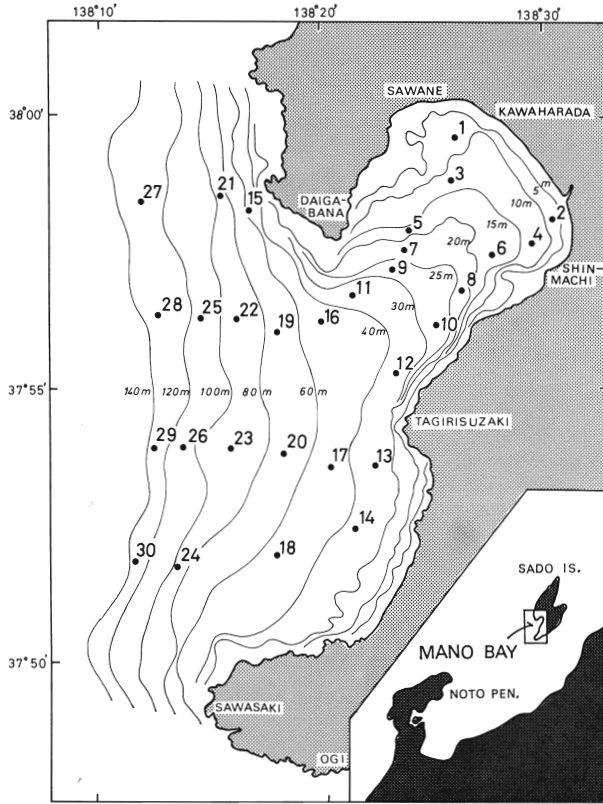 138°10' 138°20' 138°30'
38°00'
SAWANE
KAWAHARADA
1
3
5m
10m
2
27
21
15
DAIGA-
BANA
5
15m
4
7
20m
6
9
25m
8
SHIN-
MACHI
11
30m
28
25
22
19
16
40m
10
12
37°55'
140m 120m 100m 80m 60m
TAGIRISUZAKI
29
26
23
20
17
13
14
30
24
18
SADO IS.
MANO BAY
37°50'
NOTO PEN.
SAWASAKI
OGI